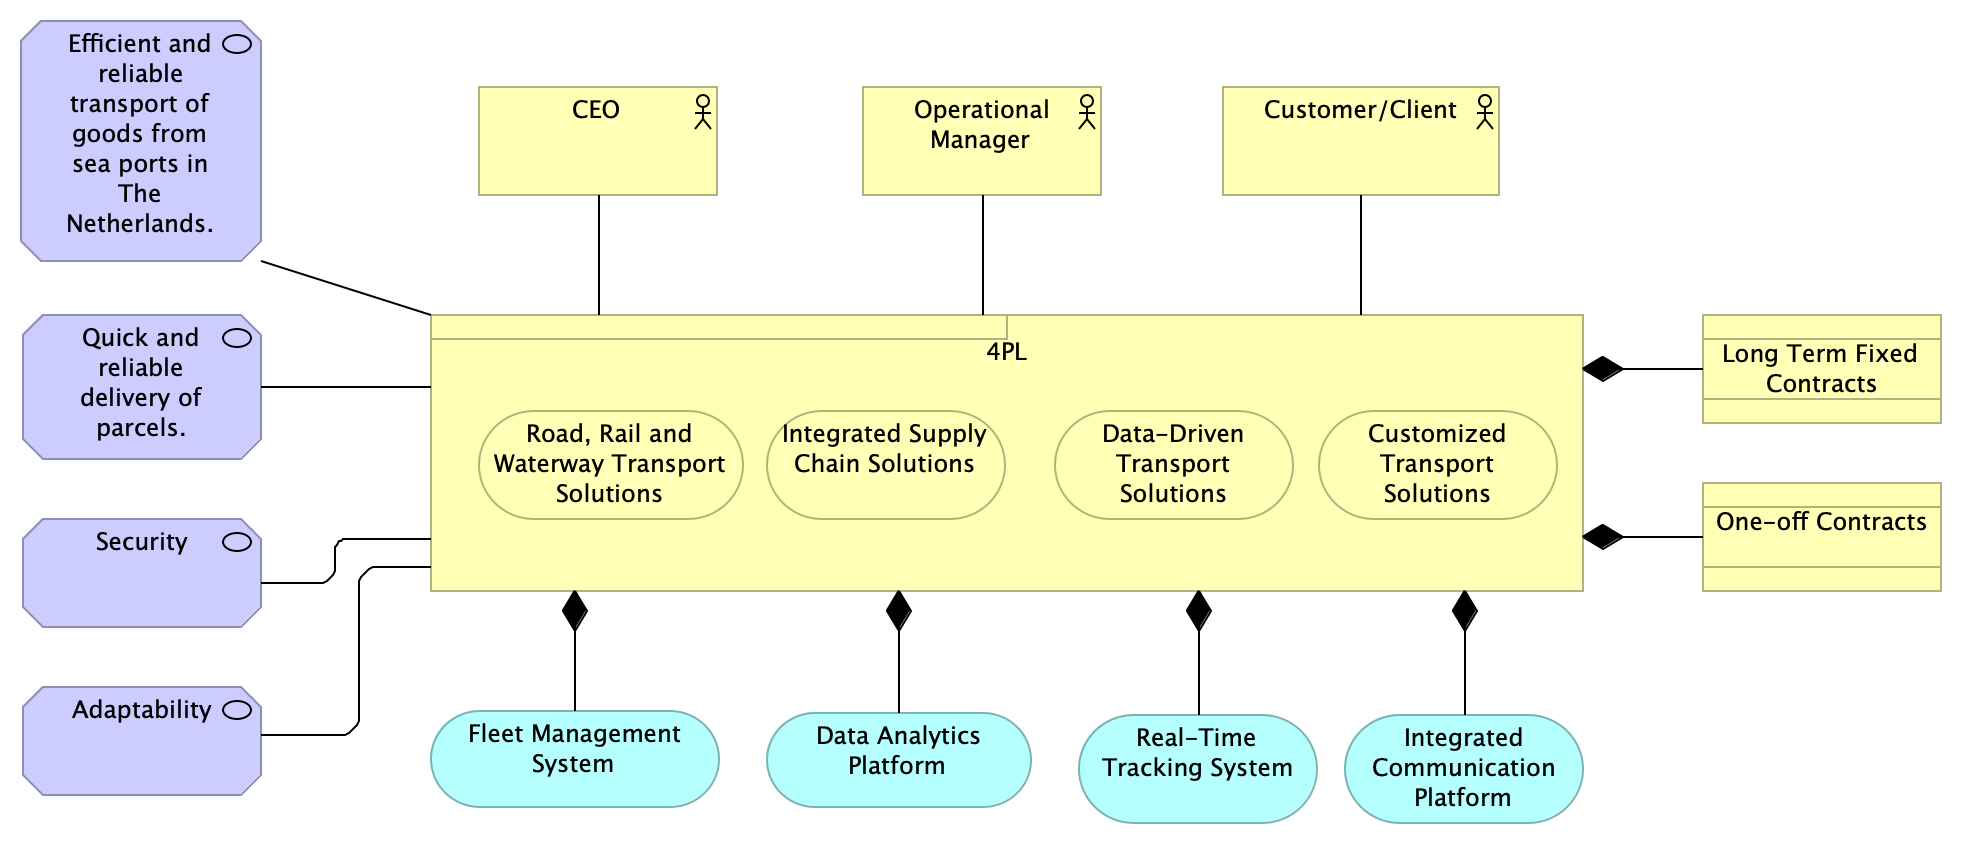 Efficient and
reliable
transport of
goods from
sea ports in
The
Netherlands.
CEO
Operational
Manager
Customer/Client
Quick and
reliable
delivery of
parcels.
4PL
Long Term Fixed
Contracts
Road, Rail and
Waterway Transport
Solutions
Integrated Supply
Chain Solutions
Data-Driven
Transport
Solutions
Customized
Transport
Solutions
One-off Contracts
Security
Adaptability
Fleet Management
System
Data Analytics
Platform
Real-Time
Tracking System
Integrated
Communication
Platform